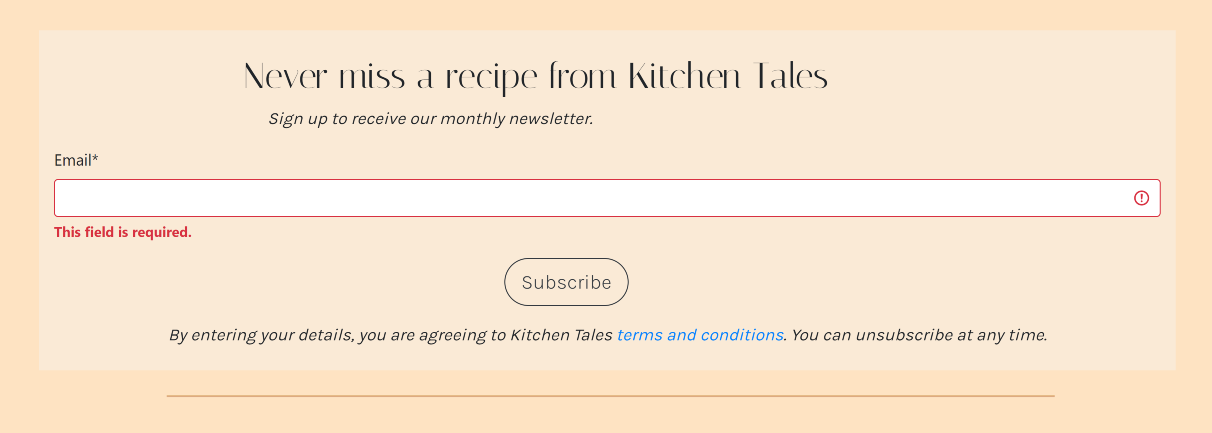 Never miss a recipe from Kitchen Tales
Sign up to receive our monthly newsletter.
Email*
This field is required.
Subscribe
By entering your details, you are agreeing to Kitchen Tales terms and conditions. You can unsubscribe at any time.